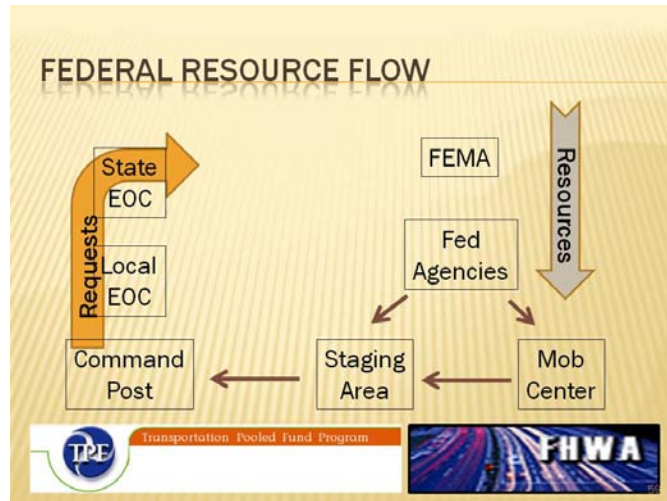 FEDERAL RESOURCE FLOW
State
EOC
Local
EOC
Requests
Command
Post
FEMA
Fed
Agencies
Resources
Staging
Area
Mob
Center
TPF
Transportation Pooled Fund Program
FHWA